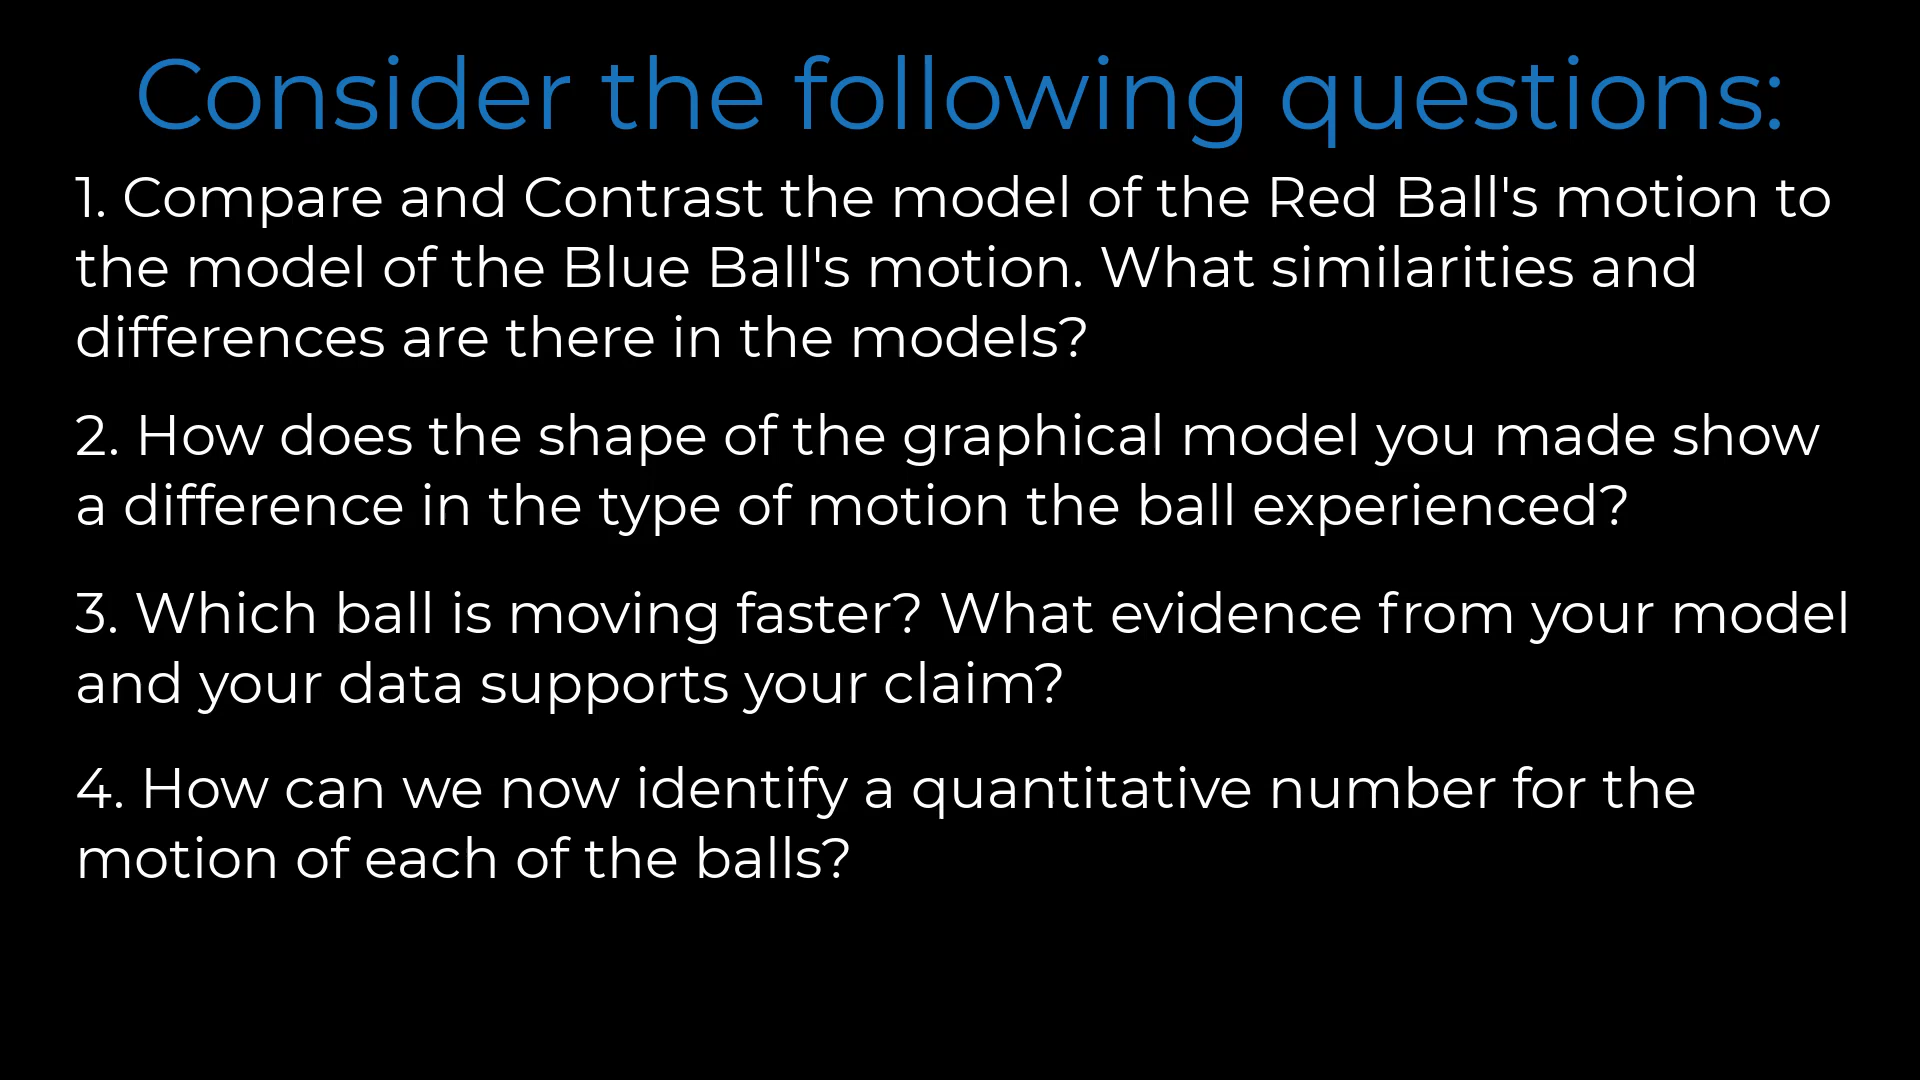 Consider the following questions:
1. Compare and Contrast the model of the Red Ball's motion to
the model of the Blue Ball's motion. What similarities and
differences are there in the models?
2. How does the shape of the graphical model you made show
a difference in the type of motion the ball experienced?
3. Which ball is moving faster? What evidence from your model
and your data supports your claim?
4. How can we now identify a quantitative number for the
motion of each of the balls?